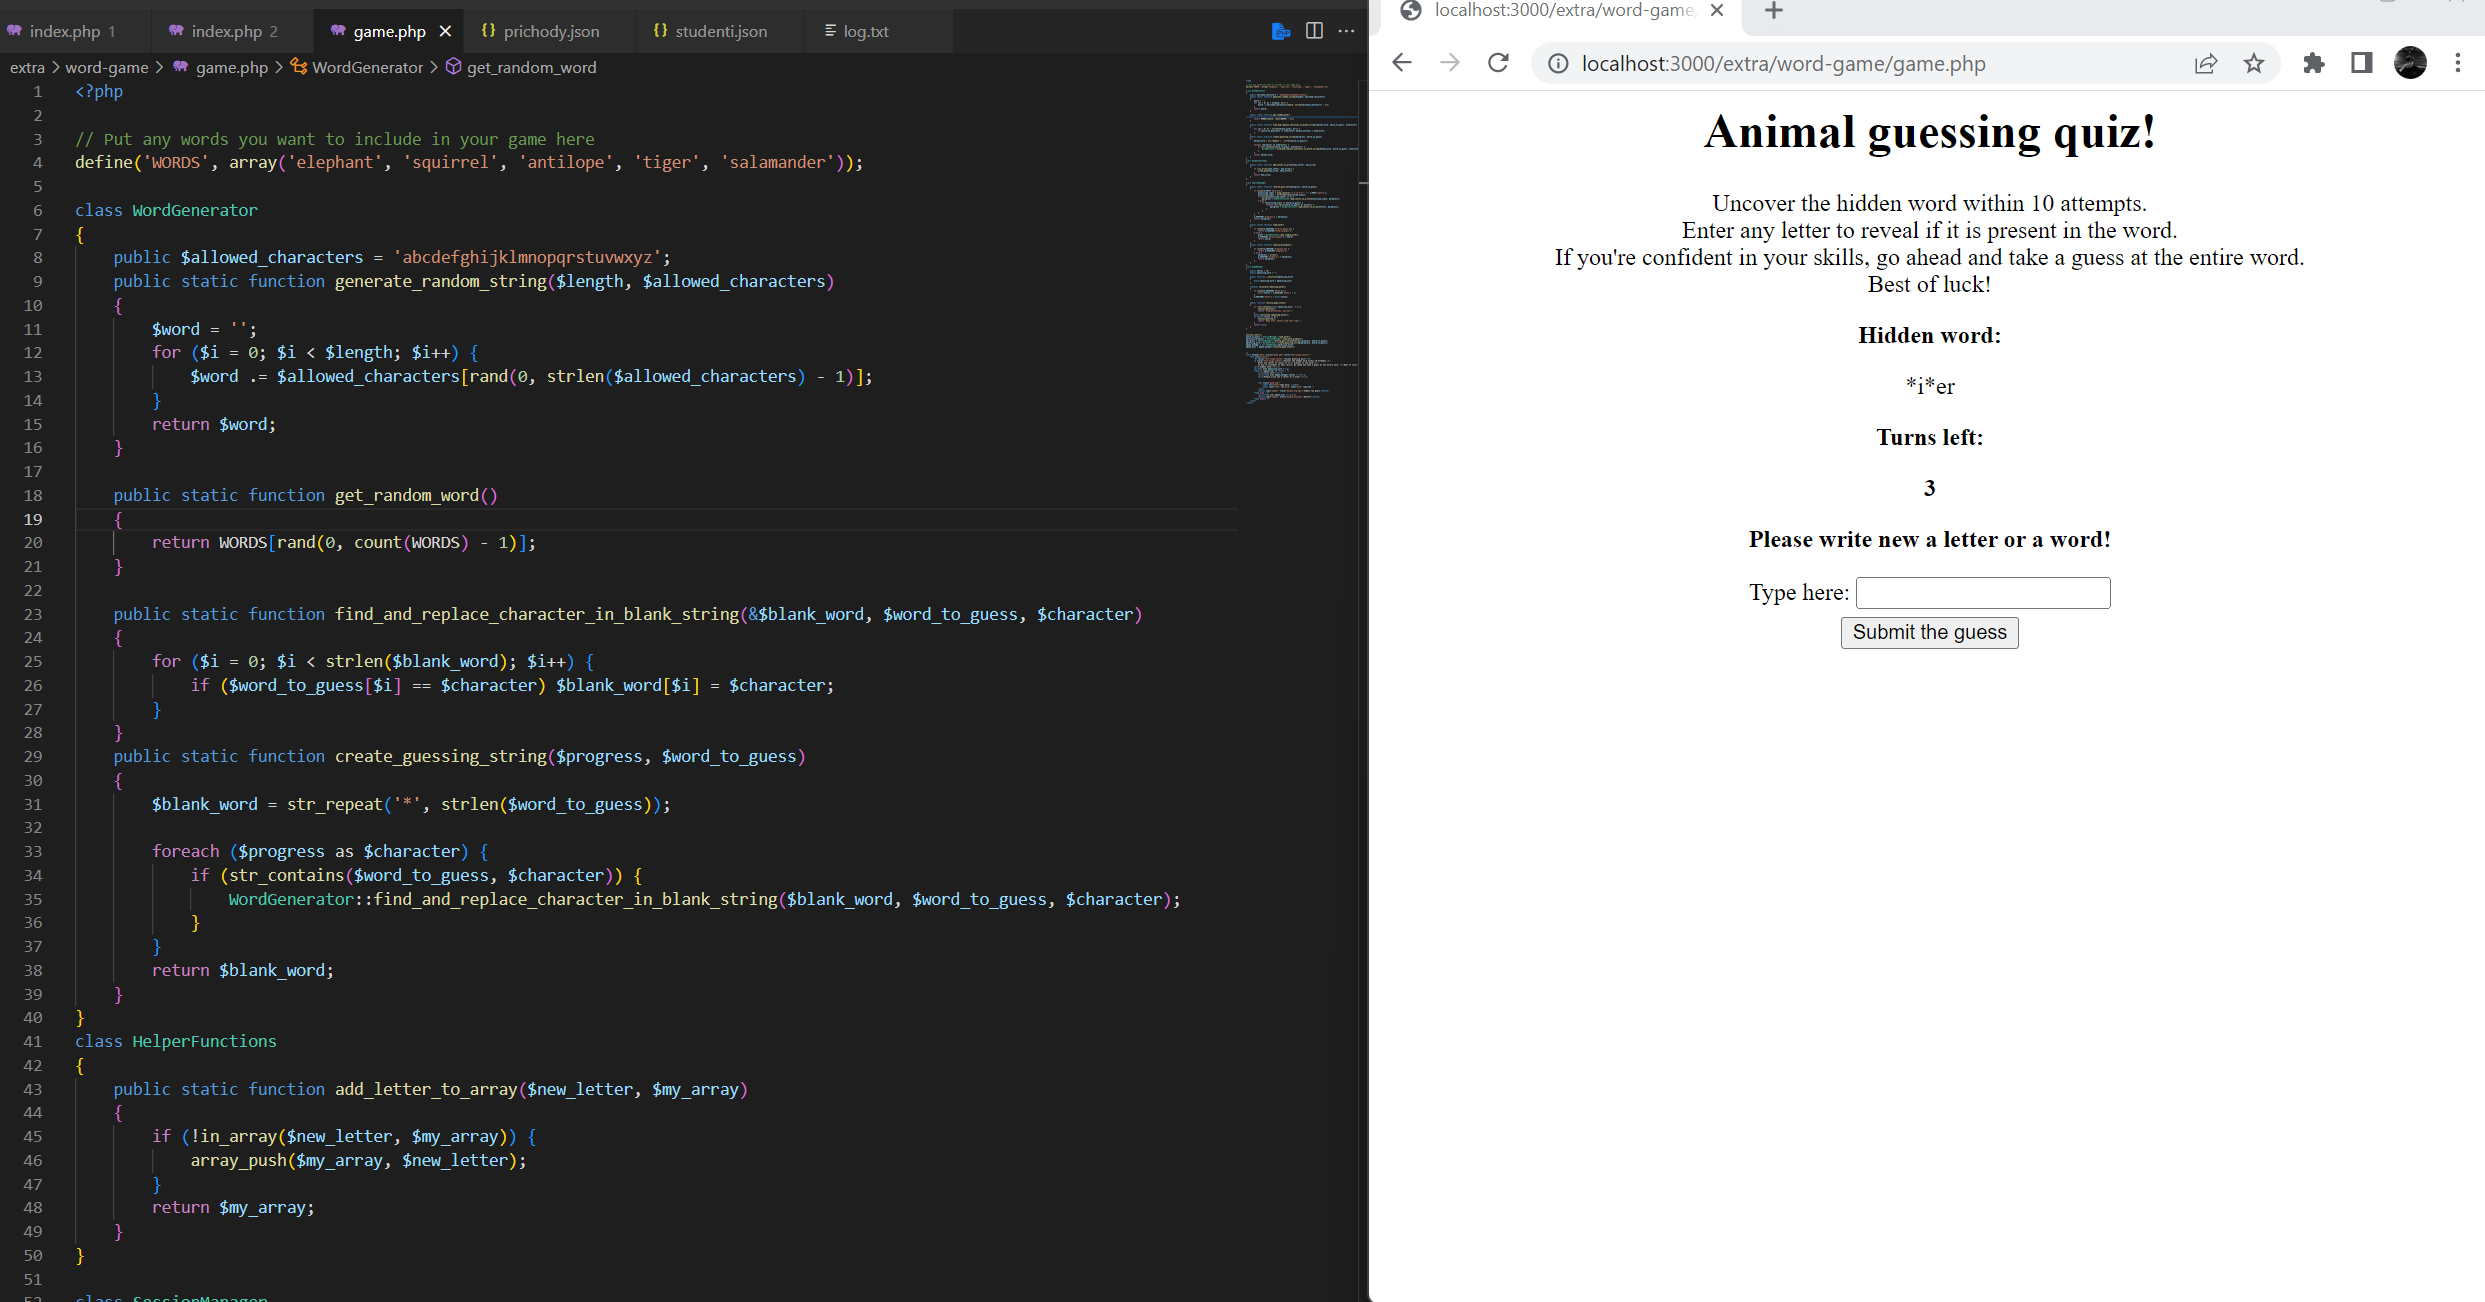 index.php 1
index.php 2
game.php
prichody.json
studenti.json
log.txt
extra > word-game > game.php > WordGenerator > get_random_word
1 <?php
2
3 // Put any words you want to include in your game here
4 define('WORDS', array('elephant', 'squirrel', 'antilope', 'tiger', 'salamander'));
5
6 class WordGenerator
7 {
8 public $allowed_characters = 'abcdefghijklmnopqrstuvwxyz';
9 public static function generate_random_string($length, $allowed_characters)
10 {
11 $word = '';
12 for ($i = 0; $i < $length; $i++) {
13 $word .= $allowed_characters[rand(0, strlen($allowed_characters) - 1)];
14 }
15 return $word;
16 }
17
18 public static function get_random_word()
19 {
20 return WORDS[rand(0, count(WORDS) - 1)];
21 }
22
23 public static function find_and_replace_character_in_blank_string(&$blank_word, $word_to_guess, $character)
24 {
25 for ($i = 0; $i < strlen($blank_word); $i++) {
26 if ($word_to_guess[$i] == $character) $blank_word[$i] = $character;
27 }
28 }
29 public static function create_guessing_string($progress, $word_to_guess)
30 {
31 $blank_word = str_repeat('*', strlen($word_to_guess));
32
33 foreach ($progress as $character) {
34 if (str_contains($word_to_guess, $character)) {
35 WordGenerator::find_and_replace_character_in_blank_string($blank_word, $word_to_guess, $character);
36 }
37 }
38 return $blank_word;
39 }
40 }
41 class HelperFunctions
42 {
43 public static function add_letter_to_array($new_letter, $my_array)
44 {
45 if (!in_array($new_letter, $my_array)) {
46 array_push($my_array, $new_letter);
47 }
48 return $my_array;
49 }
50 }
51
52 class SessionManager
localhost:3000/extra/word-game/
localhost:3000/extra/word-game/game.php
Animal guessing quiz!
Uncover the hidden word within 10 attempts.
Enter any letter to reveal if it is present in the word.
If you're confident in your skills, go ahead and take a guess at the entire word.
Best of luck!
Hidden word:
*i*er
Turns left:
3
Please write new a letter or a word!
Type here:
Submit the guess